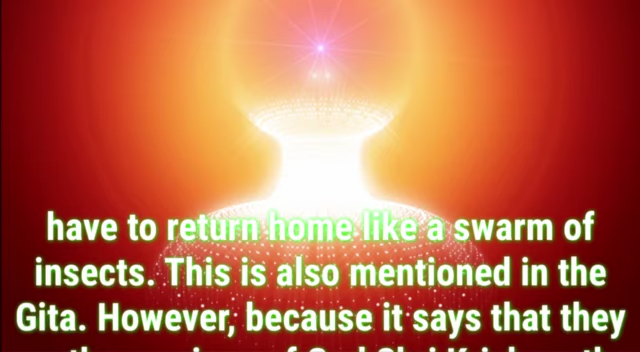 have to return home like a swarm of
insects. This is also mentioned in the
Gita. However, because it says that they